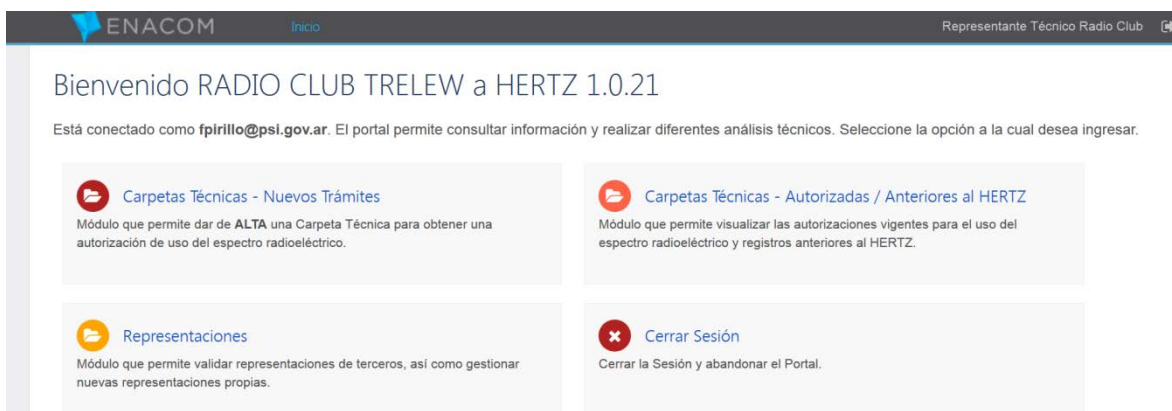 ENACOM Inicio Representante Técnico Radio Club
Bienvenido RADIO CLUB TRELEW a HERTZ 1.0.21
Está conectado como fpirillo@psi.gov.ar. El portal permite consultar información y realizar diferentes análisis técnicos. Seleccione la opción a la cual desea ingresar.
Carpetas Técnicas - Nuevos Trámites
Módulo que permite dar de ALTA una Carpeta Técnica para obtener una
autorización de uso del espectro radioeléctrico.
Carpetas Técnicas - Autorizadas / Anteriores al HERTZ
Módulo que permite visualizar las autorizaciones vigentes para el uso del
espectro radioeléctrico y registros anteriores al HERTZ.
Representaciones
Módulo que permite validar representaciones de terceros, así como gestionar
nuevas representaciones propias.
Cerrar Sesión
Cerrar la Sesión y abandonar el Portal.